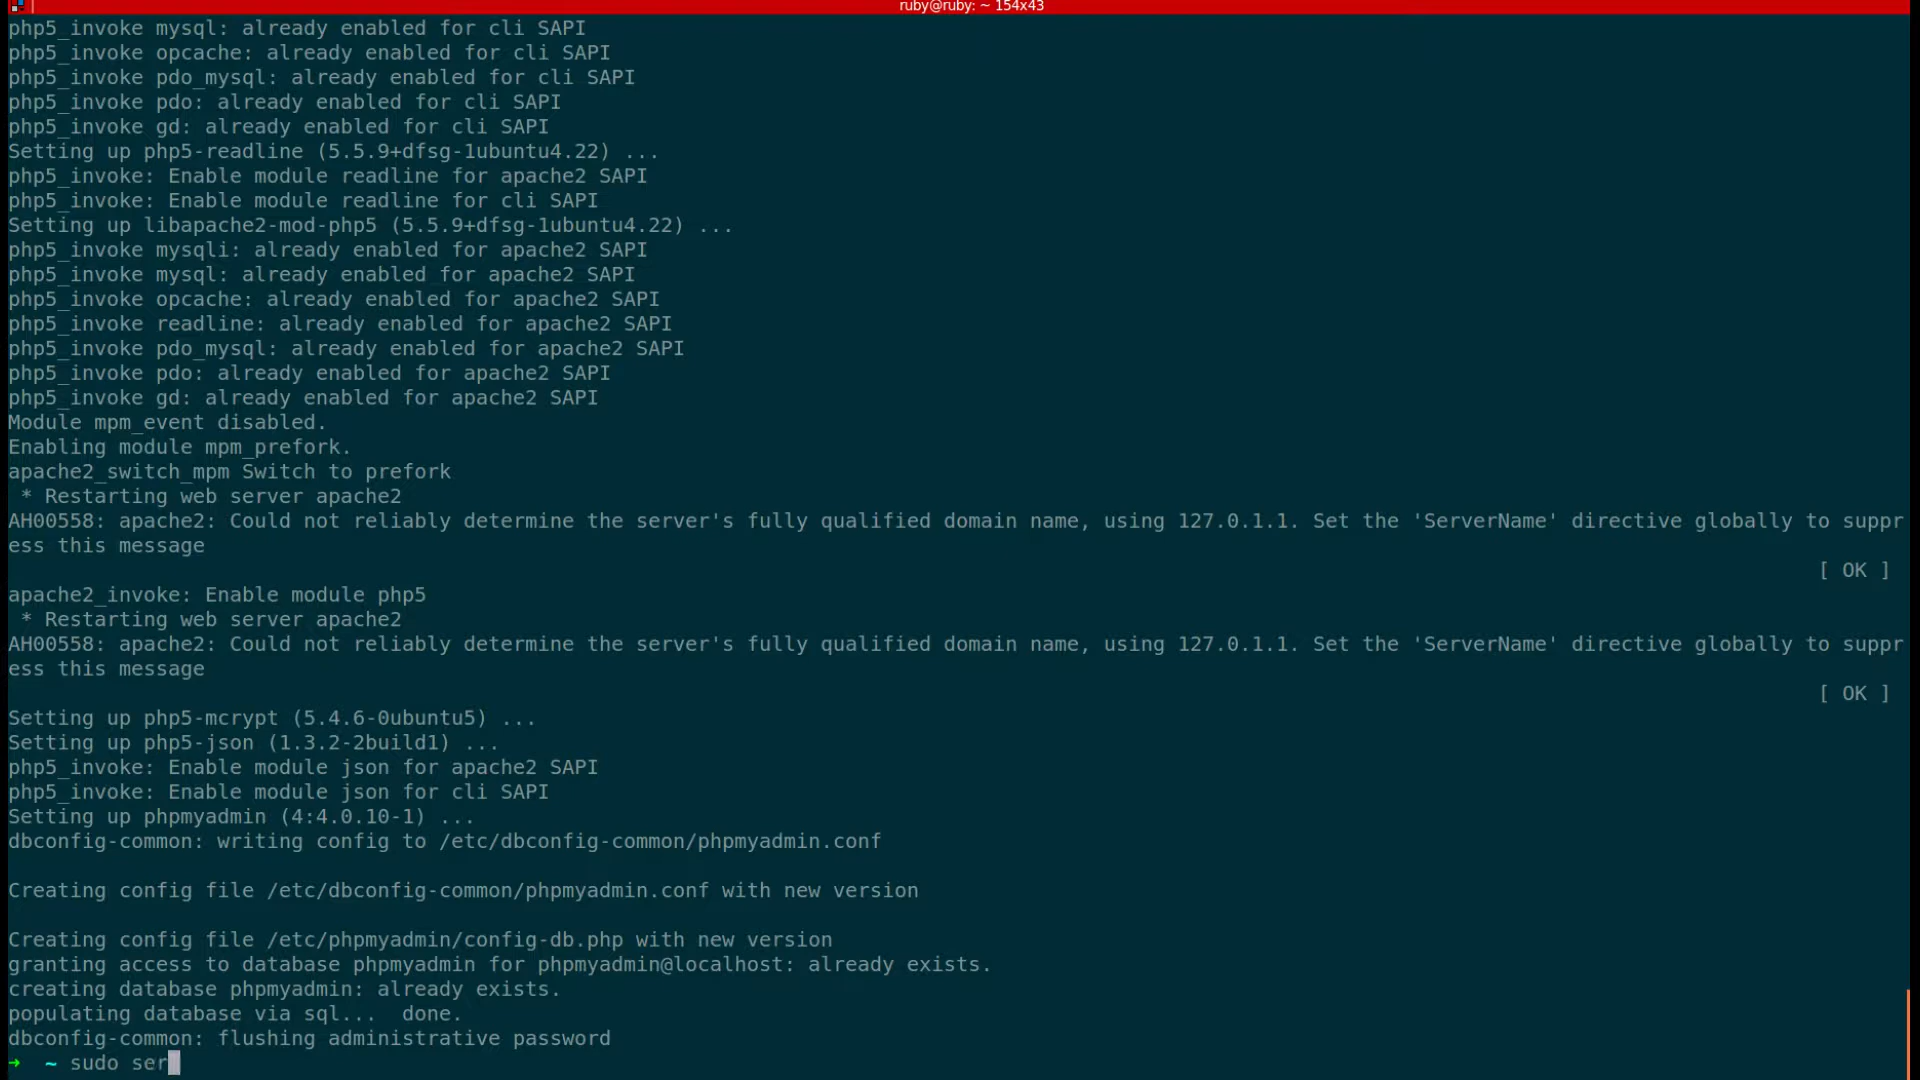 ruby@ruby: ~ 154x43
php5_invoke mysql: already enabled for cli SAPI
php5_invoke opcache: already enabled for cli SAPI
php5_invoke pdo_mysql: already enabled for cli SAPI
php5_invoke pdo: already enabled for cli SAPI
php5_invoke gd: already enabled for cli SAPI
Setting up php5-readline (5.5.9+dfsg-1ubuntu4.22) ...
php5_invoke: Enable module readline for apache2 SAPI
php5_invoke: Enable module readline for cli SAPI
Setting up libapache2-mod-php5 (5.5.9+dfsg-1ubuntu4.22) ...
php5_invoke mysqli: already enabled for apache2 SAPI
php5_invoke mysql: already enabled for apache2 SAPI
php5_invoke opcache: already enabled for apache2 SAPI
php5_invoke readline: already enabled for apache2 SAPI
php5_invoke pdo_mysql: already enabled for apache2 SAPI
php5_invoke pdo: already enabled for apache2 SAPI
php5_invoke gd: already enabled for apache2 SAPI
Module mpm_event disabled.
Enabling module mpm_prefork.
apache2_switch_mpm Switch to prefork
 * Restarting web server apache2
AH00558: apache2: Could not reliably determine the server's fully qualified domain name, using 127.0.1.1. Set the 'ServerName' directive globally to suppr
ess this message
[ OK ]
apache2_invoke: Enable module php5
 * Restarting web server apache2
AH00558: apache2: Could not reliably determine the server's fully qualified domain name, using 127.0.1.1. Set the 'ServerName' directive globally to suppr
ess this message
[ OK ]
Setting up php5-mcrypt (5.4.6-0ubuntu5) ...
Setting up php5-json (1.3.2-2build1) ...
php5_invoke: Enable module json for apache2 SAPI
php5_invoke: Enable module json for cli SAPI
Setting up phpmyadmin (4:4.0.10-1) ...
dbconfig-common: writing config to /etc/dbconfig-common/phpmyadmin.conf
Creating config file /etc/dbconfig-common/phpmyadmin.conf with new version
Creating config file /etc/phpmyadmin/config-db.php with new version
granting access to database phpmyadmin for phpmyadmin@localhost: already exists.
creating database phpmyadmin: already exists.
populating database via sql...  done.
dbconfig-common: flushing administrative password
➜  ~ sudo ser